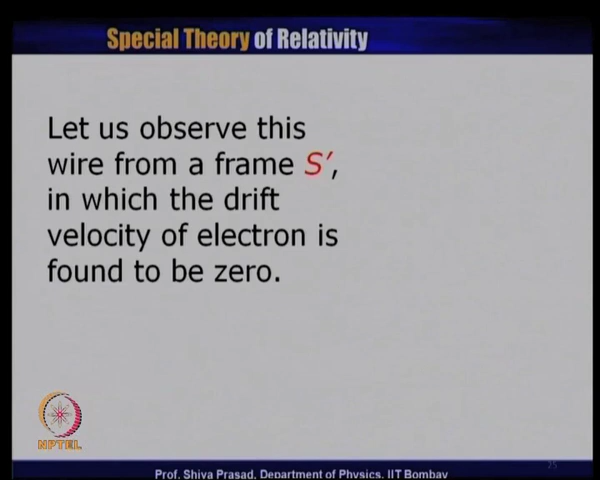 Special Theory of Relativity
Let us observe this
wire from a frame S′,
in which the drift
velocity of electron is
found to be zero.
NPTEL
25
Prof. Shiva Prasad, Department of Physics, IIT Bombay